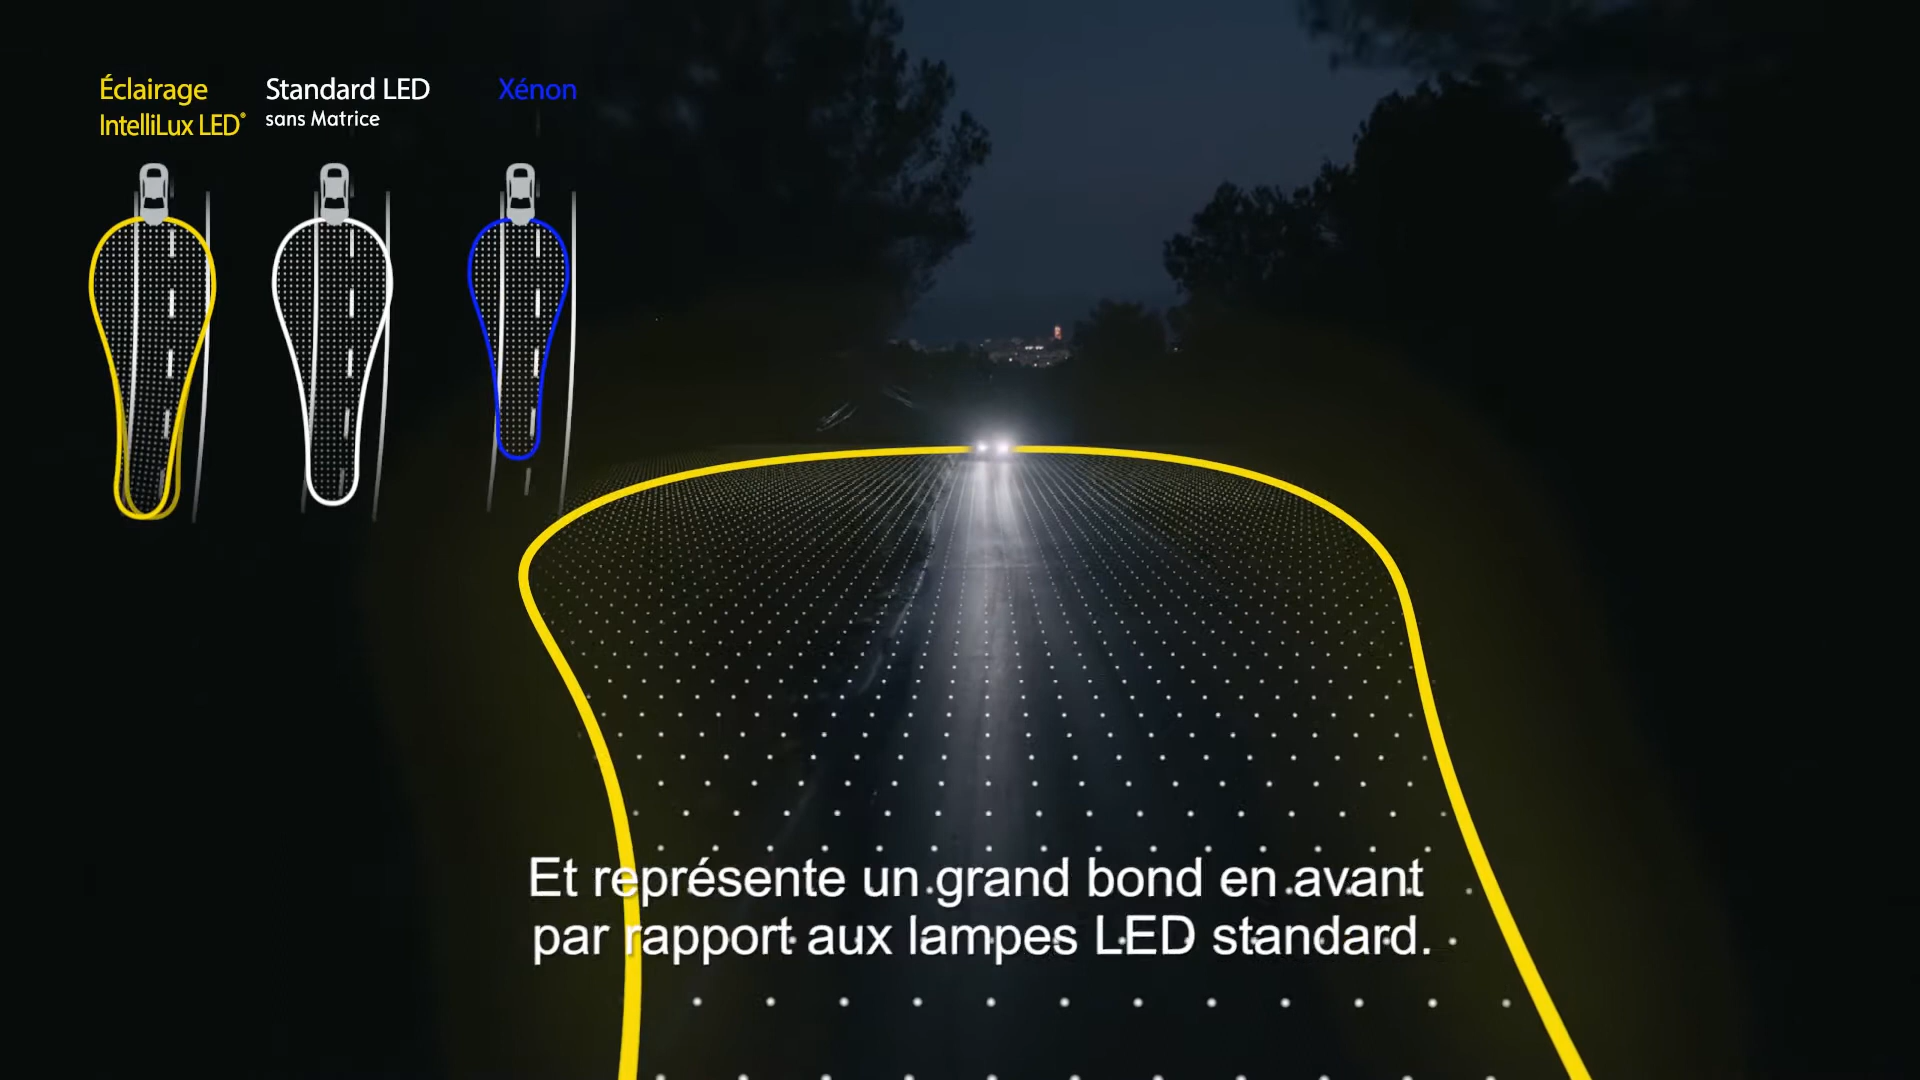 Éclairage
IntelliLux LED®
Standard LED
sans Matrice
Xénon
Et représente un grand bond en avant
par rapport aux lampes LED standard.